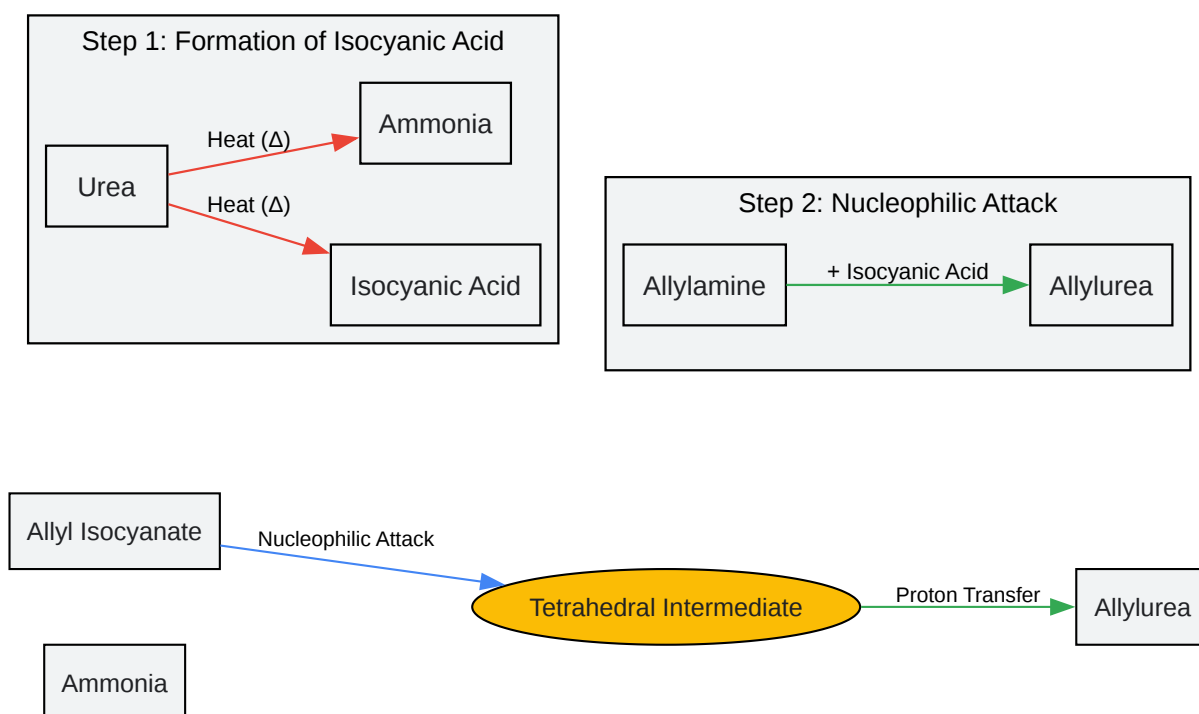 Step 1: Formation of Isocyanic Acid
Urea
Heat (Δ)
Ammonia
Heat (Δ)
Isocyanic Acid
Step 2: Nucleophilic Attack
Allylamine
+ Isocyanic Acid
Allylurea
Allyl Isocyanate
Nucleophilic Attack
Tetrahedral Intermediate
Proton Transfer
Allylurea
Ammonia